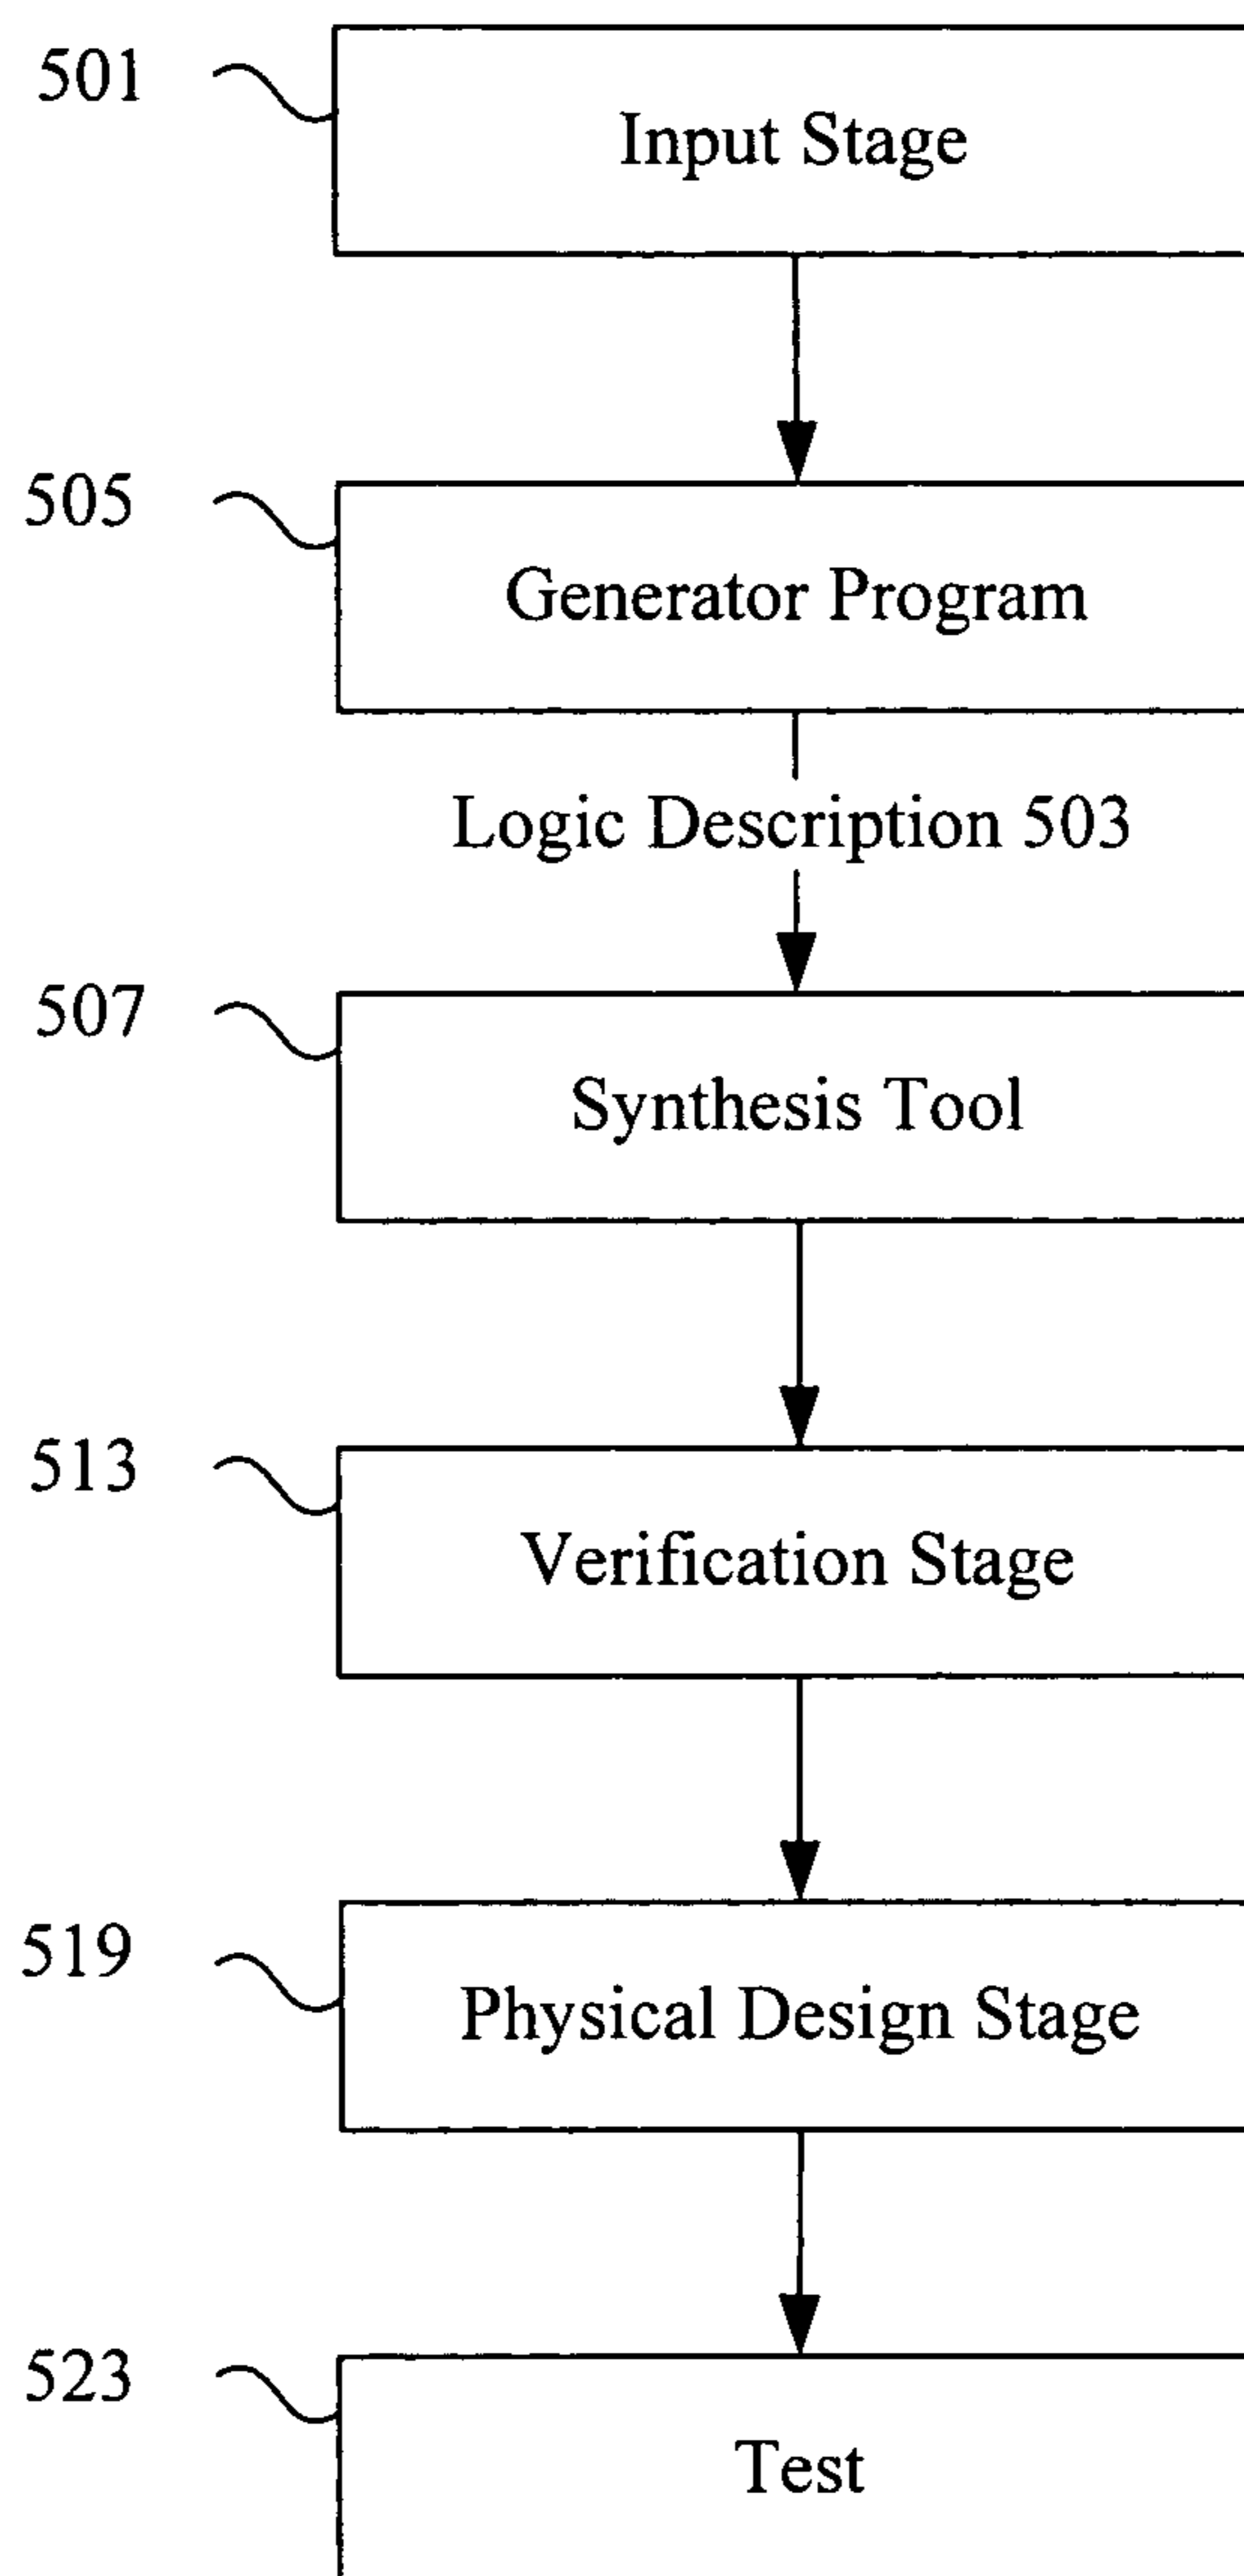 501
Input Stage
505
Generator Program
Logic Description 503
507
Synthesis Tool
513
Verification Stage
519
Physical Design Stage
523
Test